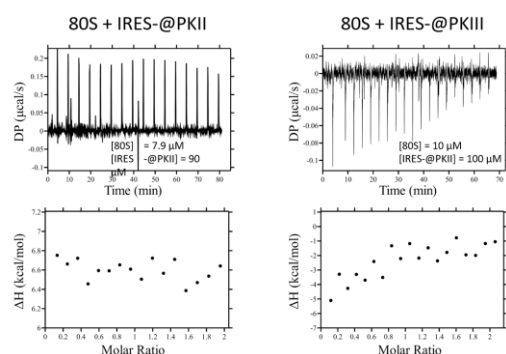 80S + IRES-@PKII
80S + IRES-@PKIII
DP (µcal/s)
0.2
0.15
0.1
0.05
0
-0.05
-0.1
[80S] = 7.9 µM
[IRES -@PKII] = 90
µM
0 10 20 30 40 50 60 70 80
Time (min)
DP (µcal/s)
0.02
0
-0.02
-0.04
-0.06
-0.08
-0.1
[80S] = 10 µM
[IRES-@PKIII] = 100 µM
0 10 20 30 40 50 60 70
Time (min)
ΔH (kcal/mol)
7.2
7
6.8
6.6
6.4
6.2
6
0 0.2 0.4 0.6 0.8 1 1.2 1.4 1.6 1.8 2
Molar Ratio
ΔH (kcal/mol)
1
0
-1
-2
-3
-4
-5
-6
-7
0 0.2 0.4 0.6 0.8 1 1.2 1.4 1.6 1.8 2
Molar Ratio